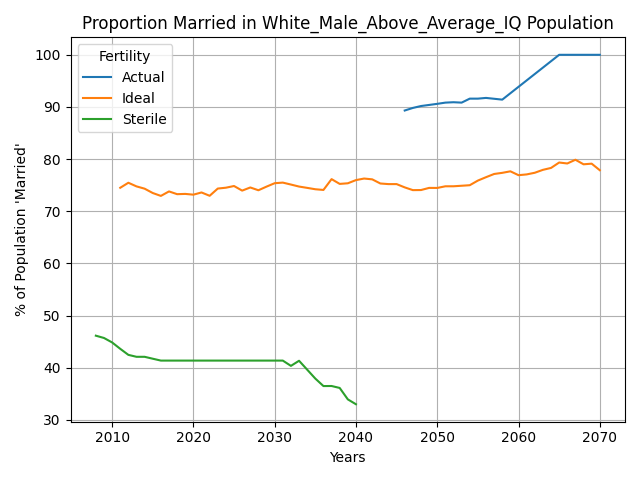 Proportion Married in White_Male_Above_Average_IQ Population
Fertility
Actual
Ideal
Sterile
% of Population 'Married'
100
90
80
70
60
50
40
30
2010 2020 2030 2040 2050 2060 2070
Years